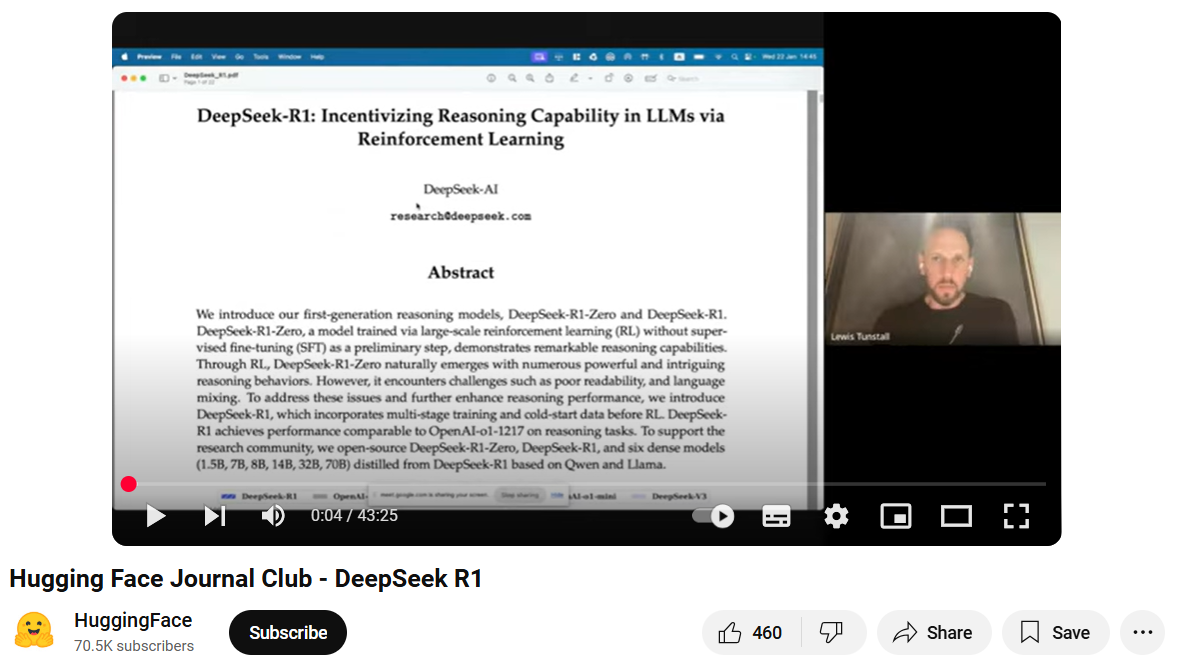 Preview File Edit View Go Tools Window Help
Wed 22 Jan 14:45
DeepSeek_R1.pdf
Page 1 of 22
Search
DeepSeek-R1: Incentivizing Reasoning Capability in LLMs via
Reinforcement Learning
DeepSeek-AI
research@deepseek.com
Abstract
We introduce our first-generation reasoning models, DeepSeek-R1-Zero and DeepSeek-R1.
DeepSeek-R1-Zero, a model trained via large-scale reinforcement learning (RL) without super-
vised fine-tuning (SFT) as a preliminary step, demonstrates remarkable reasoning capabilities.
Through RL, DeepSeek-R1-Zero naturally emerges with numerous powerful and intriguing
reasoning behaviors. However, it encounters challenges such as poor readability, and language
mixing. To address these issues and further enhance reasoning performance, we introduce
DeepSeek-R1, which incorporates multi-stage training and cold-start data before RL. DeepSeek-
R1 achieves performance comparable to OpenAI-o1-1217 on reasoning tasks. To support the
research community, we open-source DeepSeek-R1-Zero, DeepSeek-R1, and six dense models
(1.5B, 7B, 8B, 14B, 32B, 70B) distilled from DeepSeek-R1 based on Qwen and Llama.
DeepSeek-R1 OpenAI- meet.google.com is sharing your screen. Stop sharing Hide AI-o1-mini DeepSeek-V3
Lewis Tunstall
0:04 / 43:25
Hugging Face Journal Club - DeepSeek R1
HuggingFace
70.5K subscribers
Subscribe
460
Share
Save